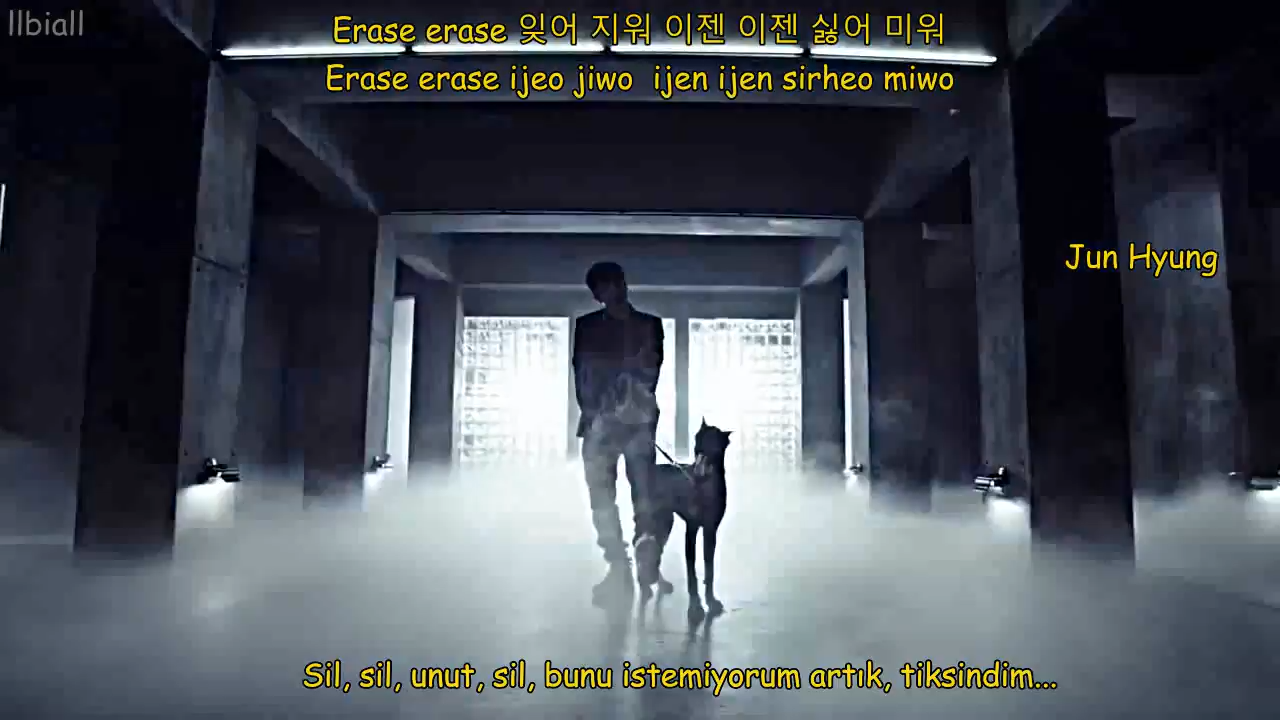 llbiall
Erase erase 잊어 지워 이젠 이젠 싫어 미워
Erase erase ijeo jiwo ijen ijen sirheo miwo
Jun Hyung
Sil, sil, unut, sil, bunu istemiyorum artık, tiksindim...